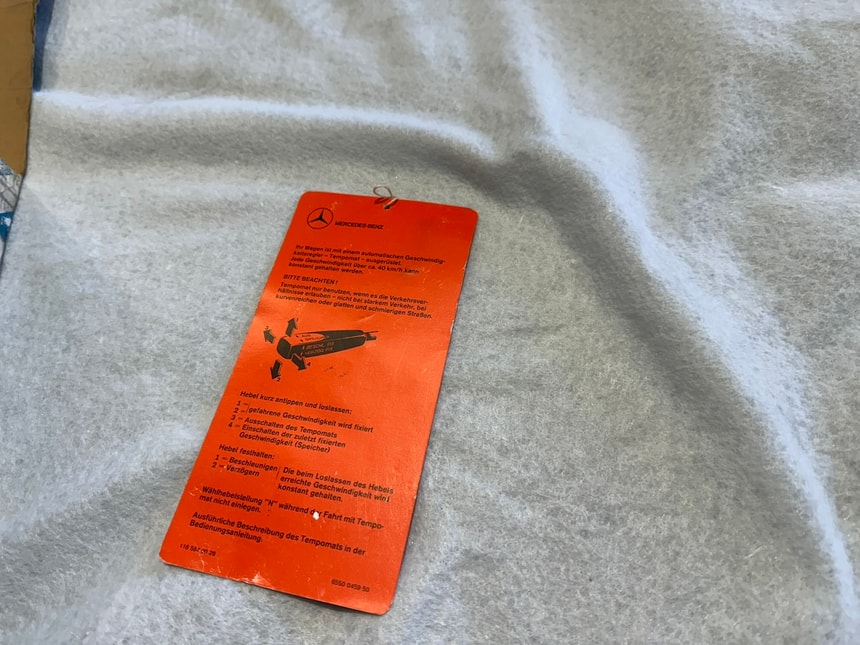 MERCEDES-BENZ
Ihr Wagen ist mit einem automatischen Geschwindig-
keitsregler – Tempomat – ausgerüstet.
Jede Geschwindigkeit über ca. 40 km/h kann
konstant gehalten werden.
BITTE BEACHTEN!
Tempomat nur benutzen, wenn es die Verkehrsver-
hältnisse erlauben – nicht bei starkem Verkehr, bei
kurvenreichen oder glatten und schmierigen Straßen.
Hebel kurz antippen und loslassen:
1 –
2 – gefahrene Geschwindigkeit wird fixiert
3 – Ausschalten des Tempomats
4 – Einschalten der zuletzt fixierten
Geschwindigkeit (Speicher)
Hebel festhalten:
1 – Beschleunigen
2 – Verzögern
Die beim Loslassen des Hebels
erreichte Geschwindigkeit wird
konstant gehalten.
Wählhebelstellung "N" während der Fahrt mit Tempo-
mat nicht einlegen.
Ausführliche Beschreibung des Tempomats in der
Bedienungsanleitung.
6550 0459 50